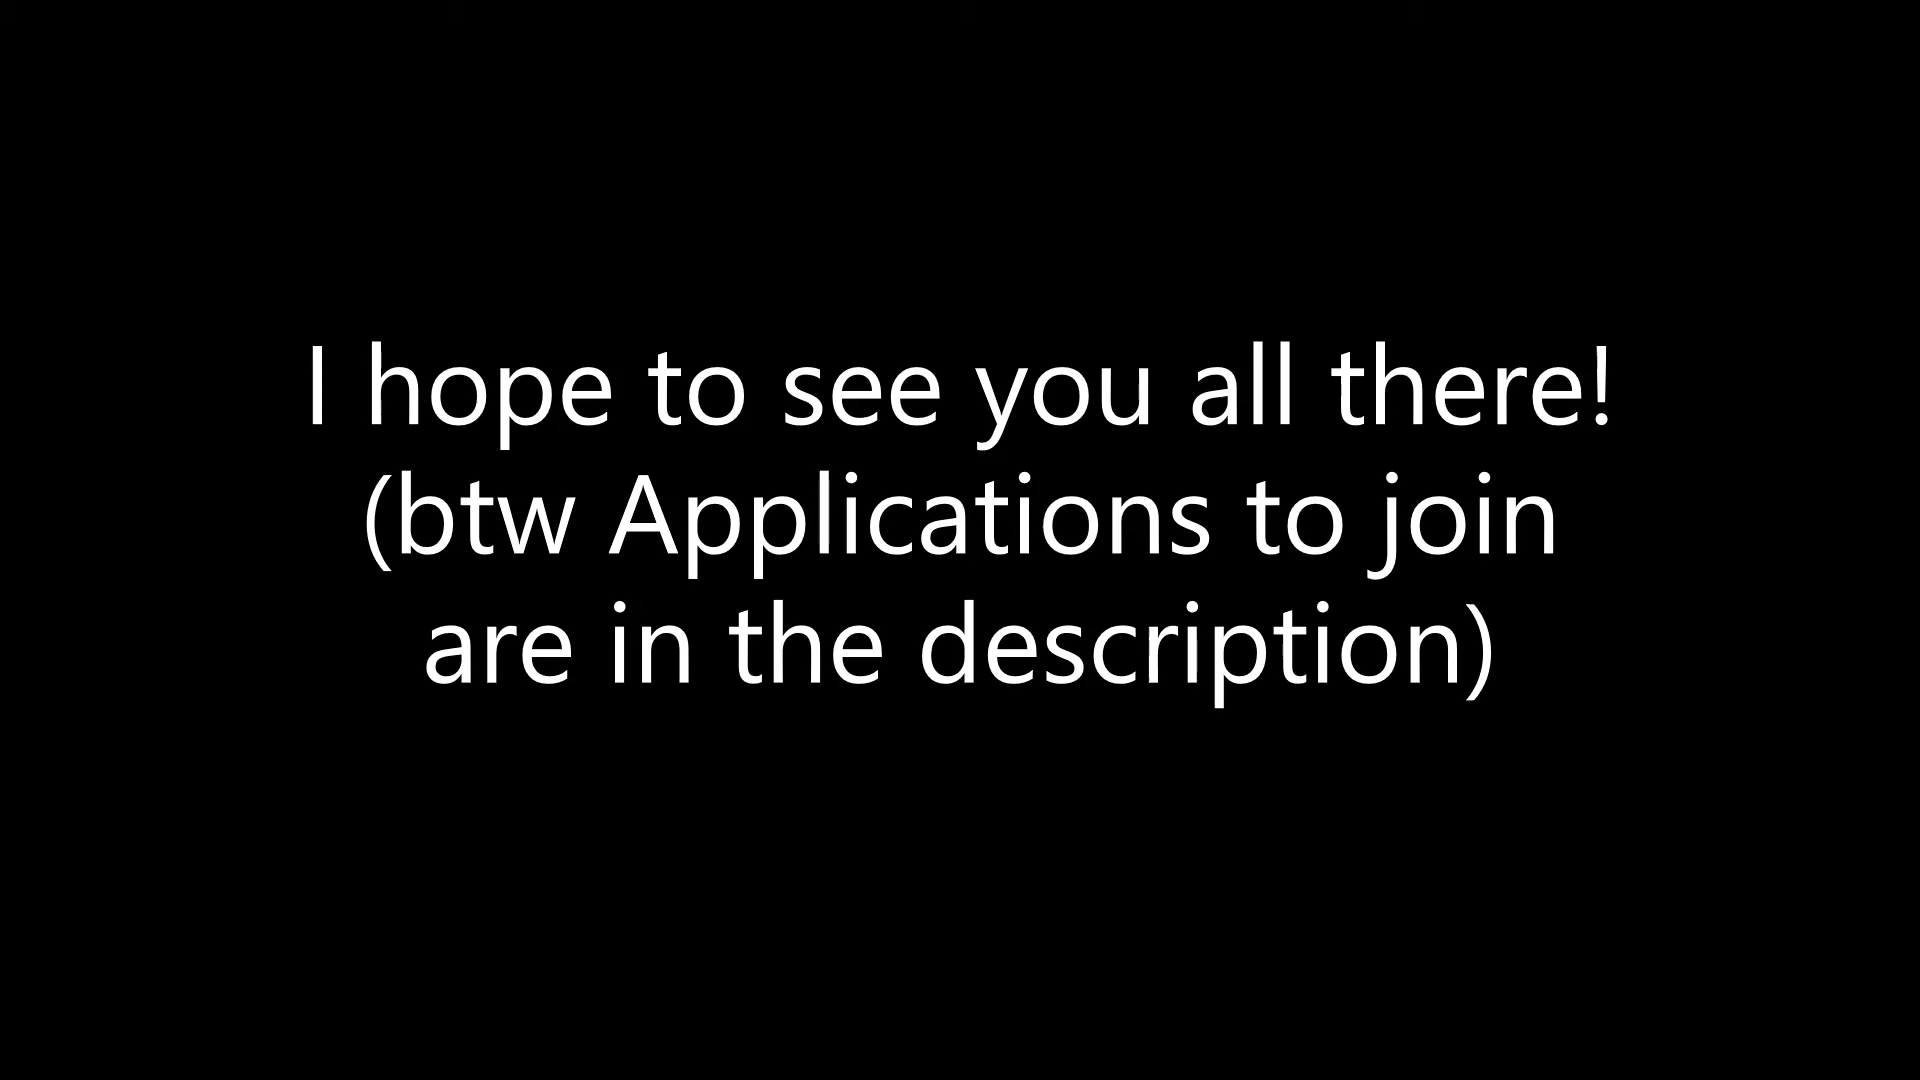 I hope to see you all there!
(btw Applications to join
are in the description)